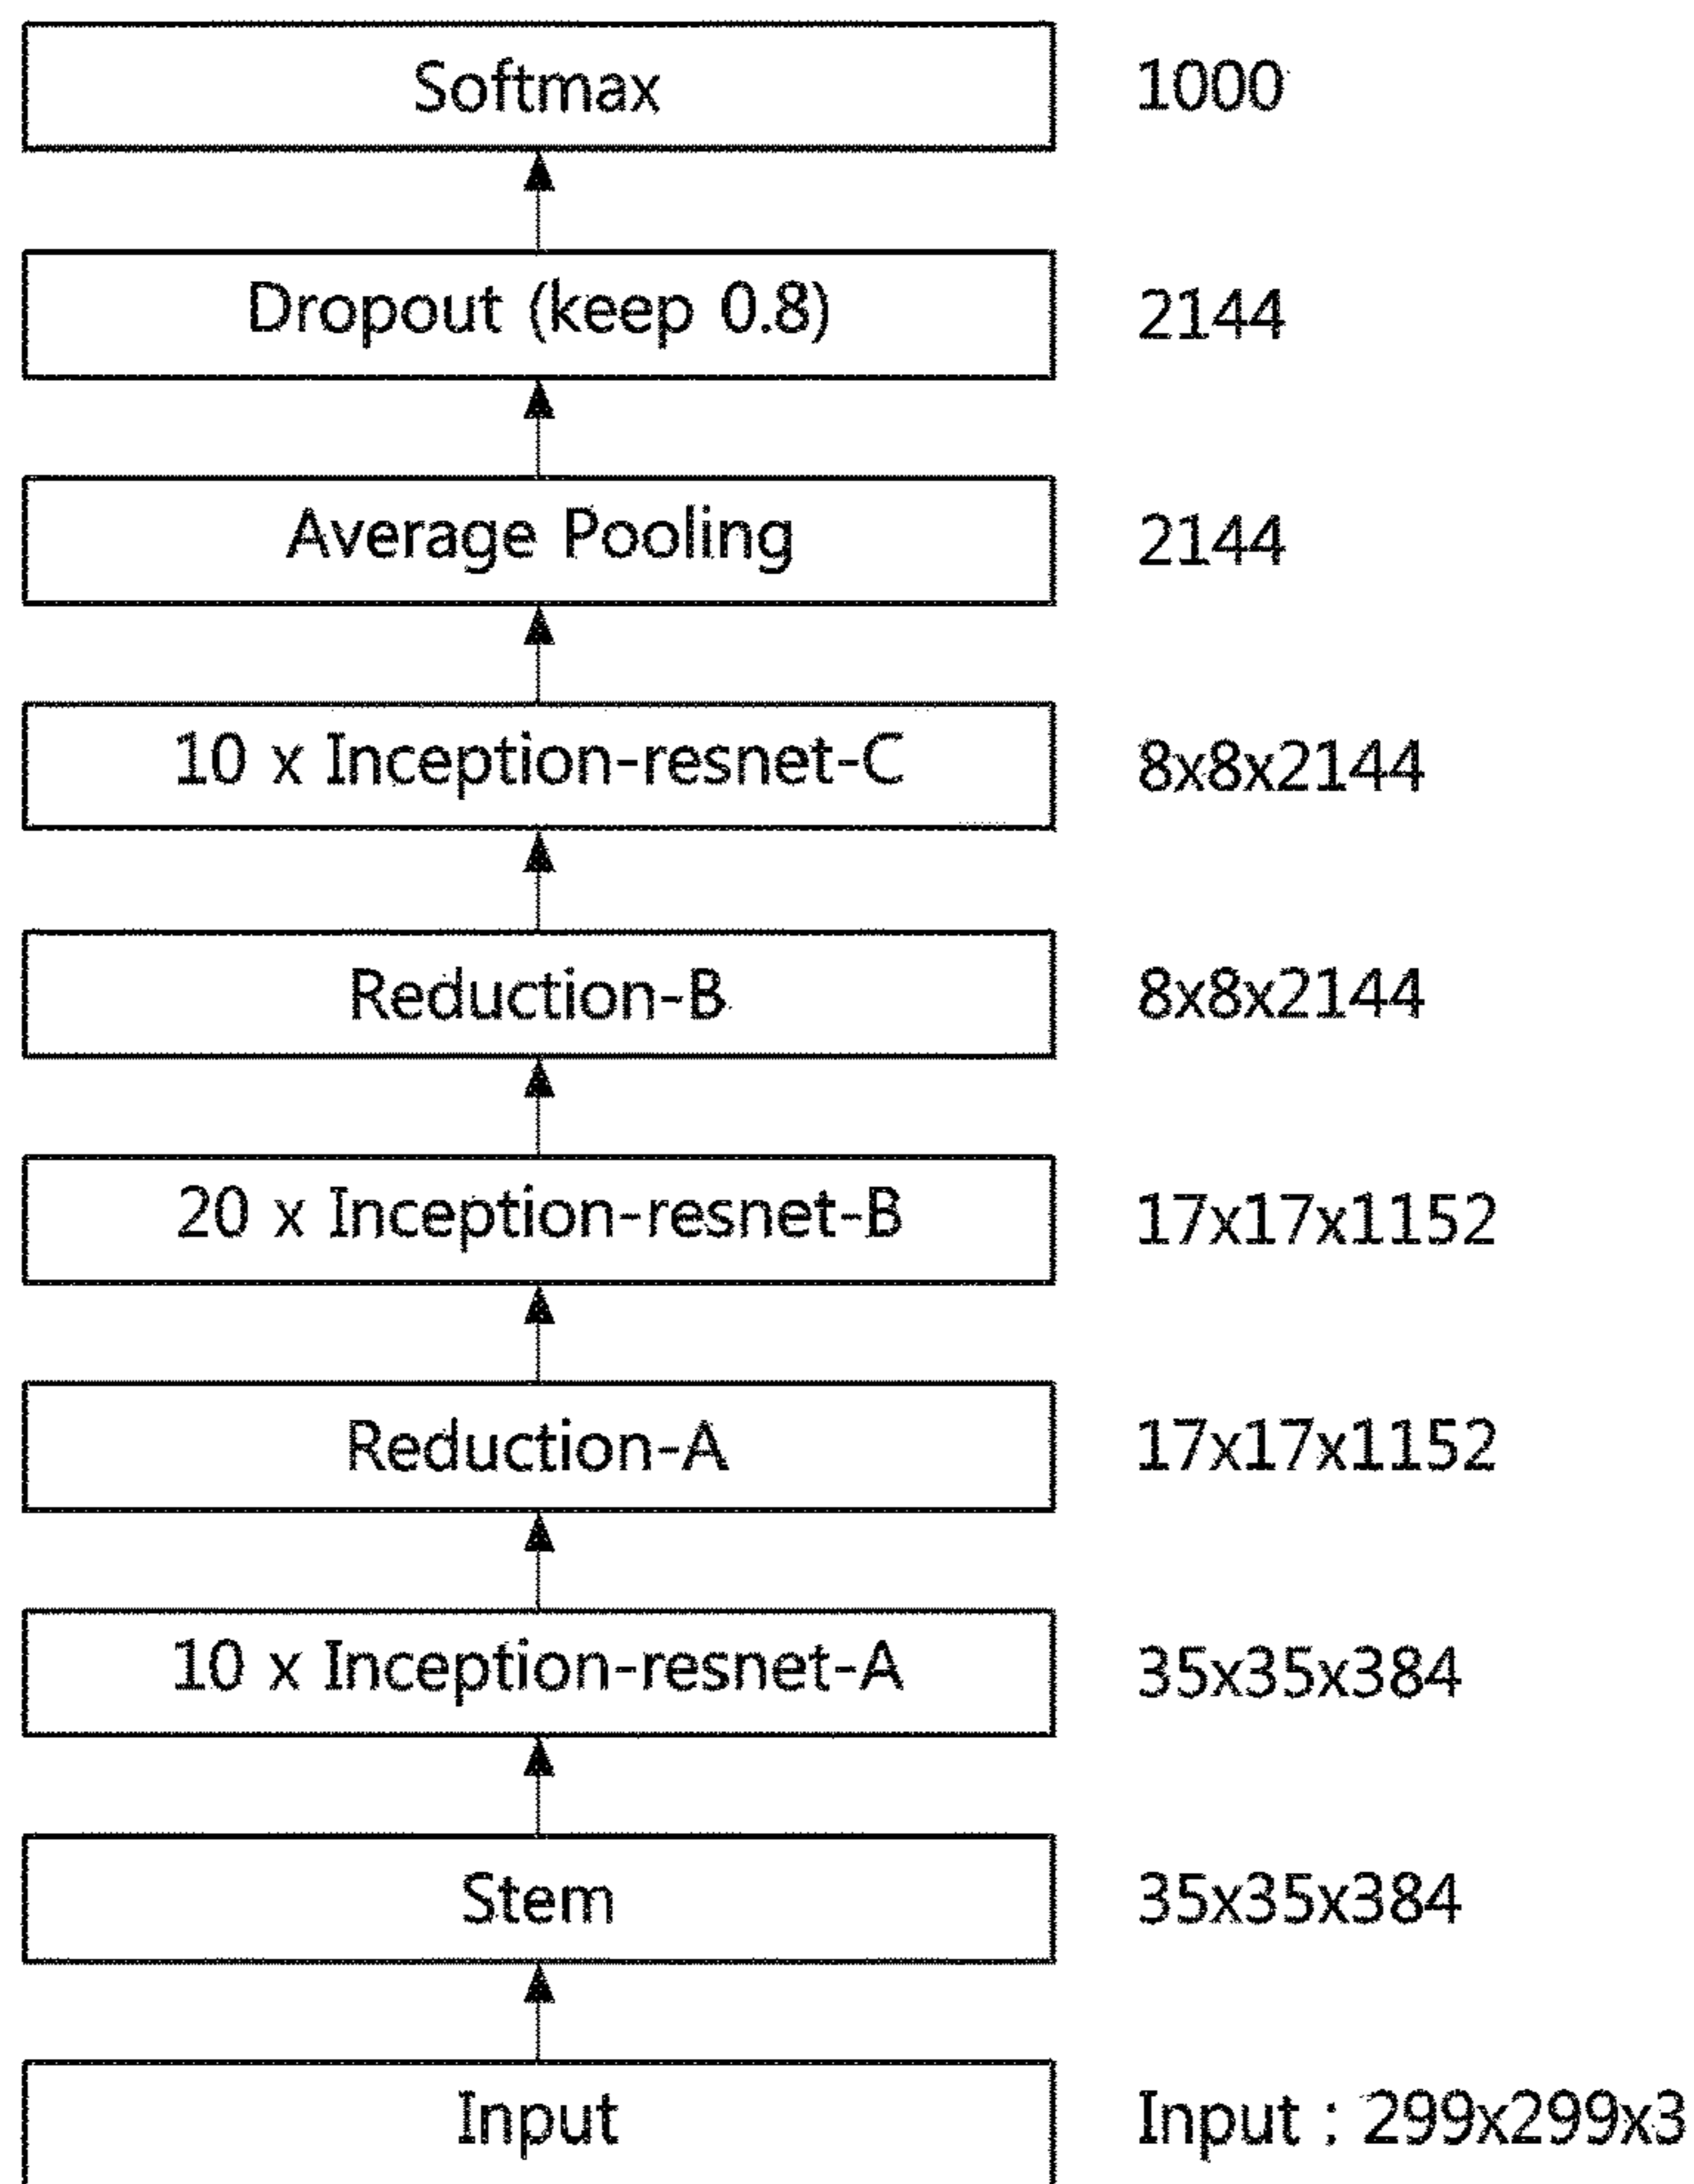 Softmax 1000
Dropout (keep 0.8) 2144
Average Pooling 2144
10 x Inception-resnet-C 8x8x2144
Reduction-B 8x8x2144
20 x Inception-resnet-B 17x17x1152
Reduction-A 17x17x1152
10 x Inception-resnet-A 35x35x384
Stem 35x35x384
Input Input : 299x299x3